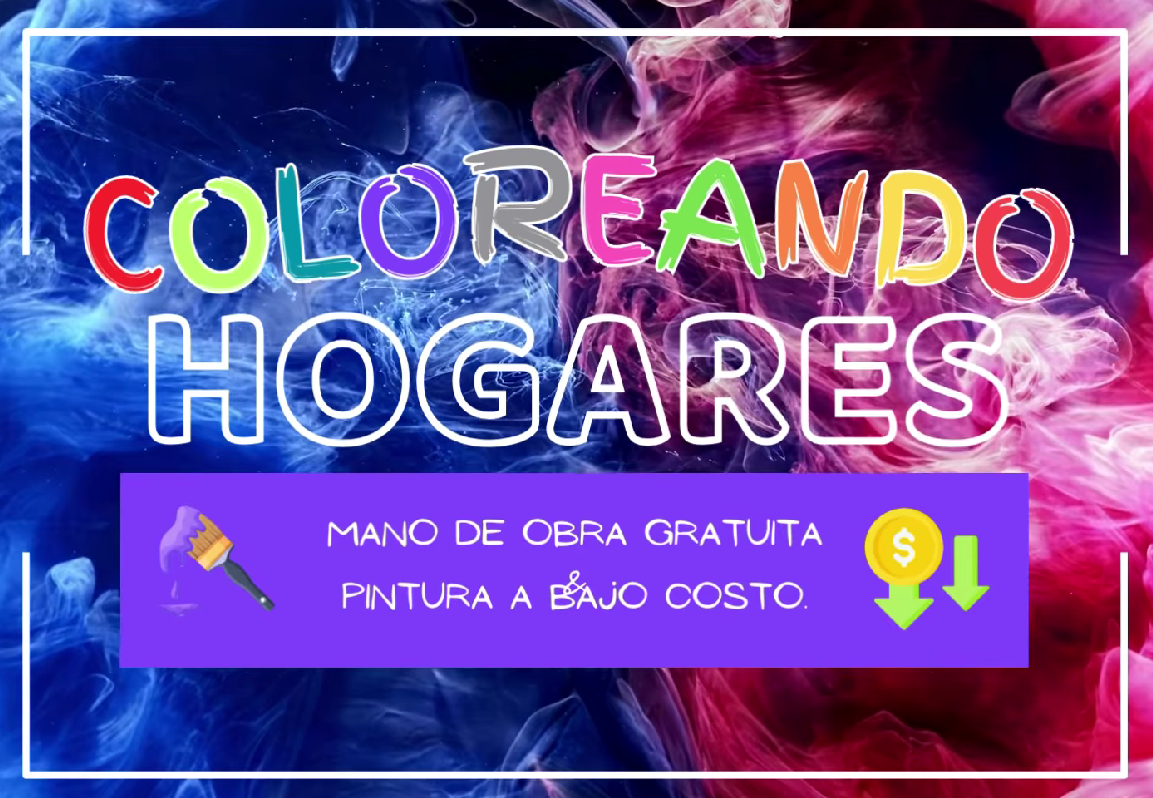 COLOREANDO
HOGARES
MANO DE OBRA GRATUITA
&
PINTURA A BAJO COSTO.
$